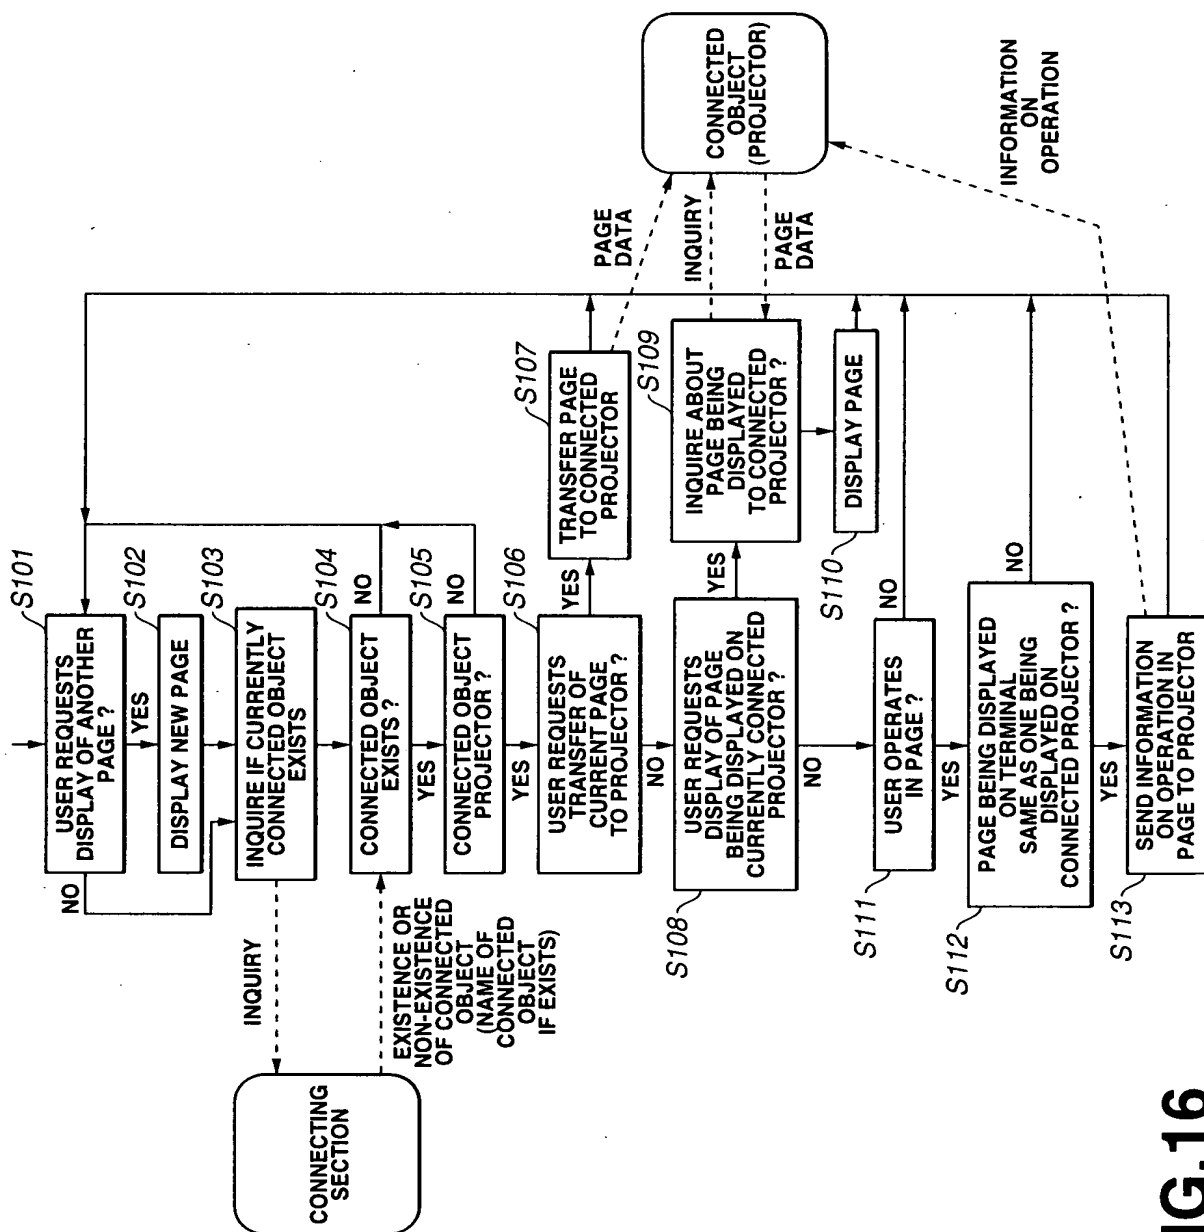 S101
USER REQUESTS
DISPLAY OF ANOTHER
PAGE ?
NO
YES
S102
DISPLAY NEW PAGE
S103
INQUIRE IF CURRENTLY
CONNECTED OBJECT
EXISTS
INQUIRY
CONNECTING
SECTION
EXISTENCE OR
NON-EXISTENCE
OF CONNECTED
OBJECT
(NAME OF
CONNECTED
OBJECT
IF EXISTS)
S104
CONNECTED OBJECT
EXISTS ?
NO
YES
S105
CONNECTED OBJECT
PROJECTOR ?
NO
YES
S106
USER REQUESTS
TRANSFER OF
CURRENT PAGE
TO PROJECTOR ?
YES
NO
S107
TRANSFER PAGE
TO CONNECTED
PROJECTOR
PAGE
DATA
CONNECTED
OBJECT
(PROJECTOR)
S108
USER REQUESTS
DISPLAY OF PAGE
BEING DISPLAYED ON
CURRENTLY CONNECTED
PROJECTOR ?
YES
NO
S109
INQUIRE ABOUT
PAGE BEING
DISPLAYED
TO CONNECTED
PROJECTOR ?
INQUIRY
PAGE
DATA
S110
DISPLAY PAGE
S111
USER OPERATES
IN PAGE ?
NO
YES
S112
PAGE BEING DISPLAYED
ON TERMINAL
SAME AS ONE BEING
DISPLAYED ON
CONNECTED PROJECTOR ?
NO
YES
S113
SEND INFORMATION
ON OPERATION IN
PAGE TO PROJECTOR
INFORMATION
ON
OPERATION
IG.16